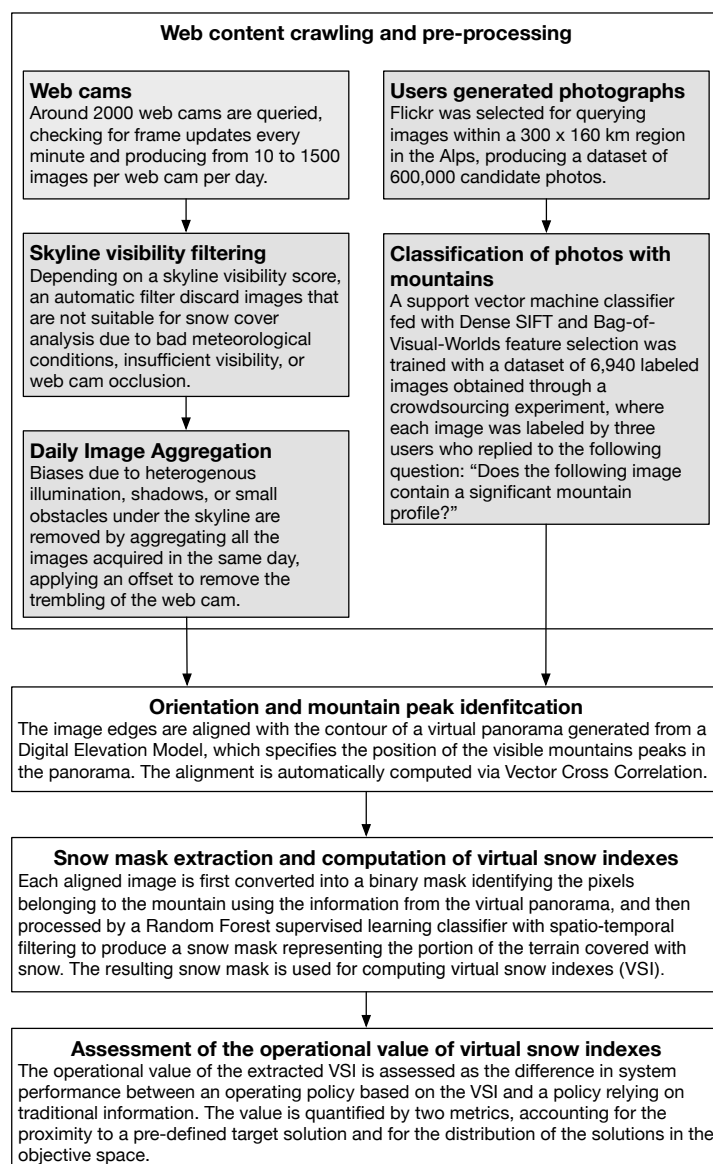 Web content crawling and pre-processing
Web cams
Around 2000 web cams are queried,
checking for frame updates every
minute and producing from 10 to 1500
images per web cam per day.
Skyline visibility filtering
Depending on a skyline visibility score,
an automatic filter discard images that
are not suitable for snow cover
analysis due to bad meteorological
conditions, insufficient visibility, or
web cam occlusion.
Daily Image Aggregation
Biases due to heterogenous
illumination, shadows, or small
obstacles under the skyline are
removed by aggregating all the
images acquired in the same day,
applying an offset to remove the
trembling of the web cam.
Users generated photographs
Flickr was selected for querying
images within a 300 x 160 km region
in the Alps, producing a dataset of
600,000 candidate photos.
Classification of photos with
mountains
A support vector machine classifier
fed with Dense SIFT and Bag-of-
Visual-Worlds feature selection was
trained with a dataset of 6,940 labeled
images obtained through a
crowdsourcing experiment, where
each image was labeled by three
users who replied to the following
question: “Does the following image
contain a significant mountain
profile?”
Orientation and mountain peak idenfitcation
The image edges are aligned with the contour of a virtual panorama generated from a
Digital Elevation Model, which specifies the position of the visible mountains peaks in
the panorama. The alignment is automatically computed via Vector Cross Correlation.
Snow mask extraction and computation of virtual snow indexes
Each aligned image is first converted into a binary mask identifying the pixels
belonging to the mountain using the information from the virtual panorama, and then
processed by a Random Forest supervised learning classifier with spatio-temporal
filtering to produce a snow mask representing the portion of the terrain covered with
snow. The resulting snow mask is used for computing virtual snow indexes (VSI).
Assessment of the operational value of virtual snow indexes
The operational value of the extracted VSI is assessed as the difference in system
performance between an operating policy based on the VSI and a policy relying on
traditional information. The value is quantified by two metrics, accounting for the
proximity to a pre-defined target solution and for the distribution of the solutions in the
objective space.